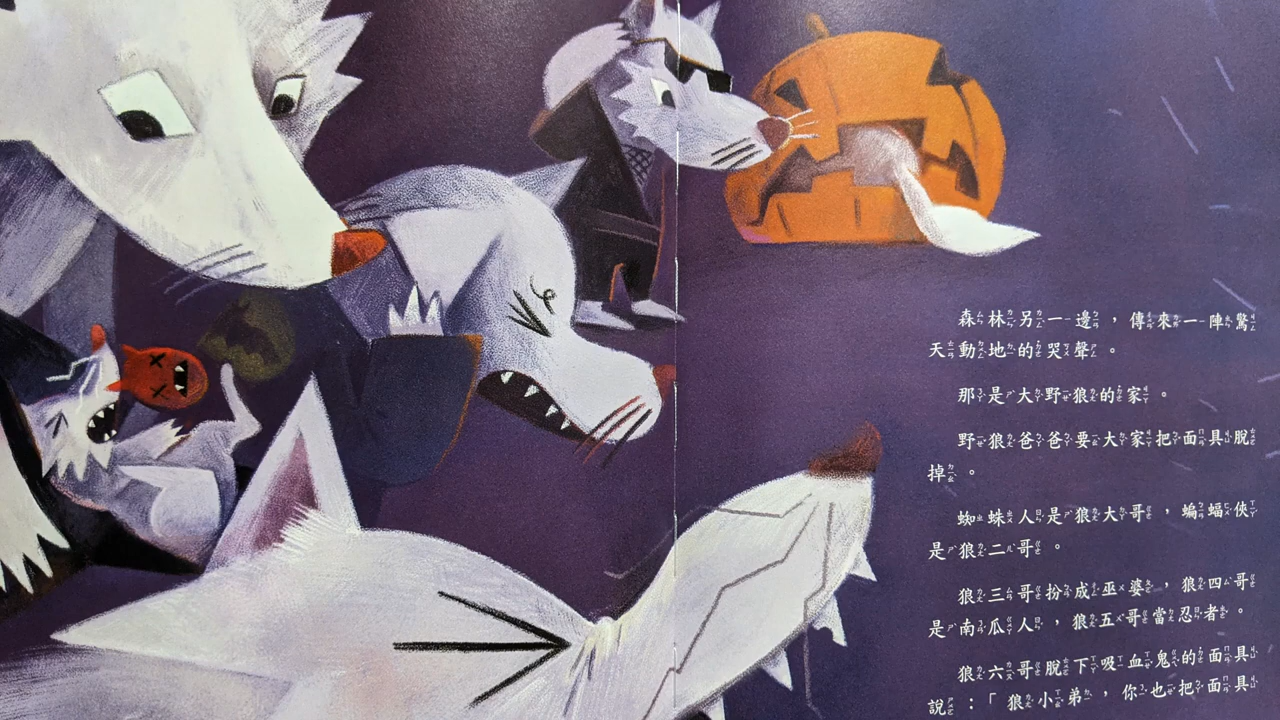 森林另一邊，傳來一陣驚
天動地的哭聲。
那是大野狼的家。
野狼爸爸要大家把面具脫
掉。
蜘蛛人是狼大哥，蝙蝠俠
是狼二哥。
狼三哥扮成巫婆，狼四哥
是南瓜人，狼五哥當忍者。
狼六哥脫下吸血鬼的面具
說：「狼小弟，你也把面具